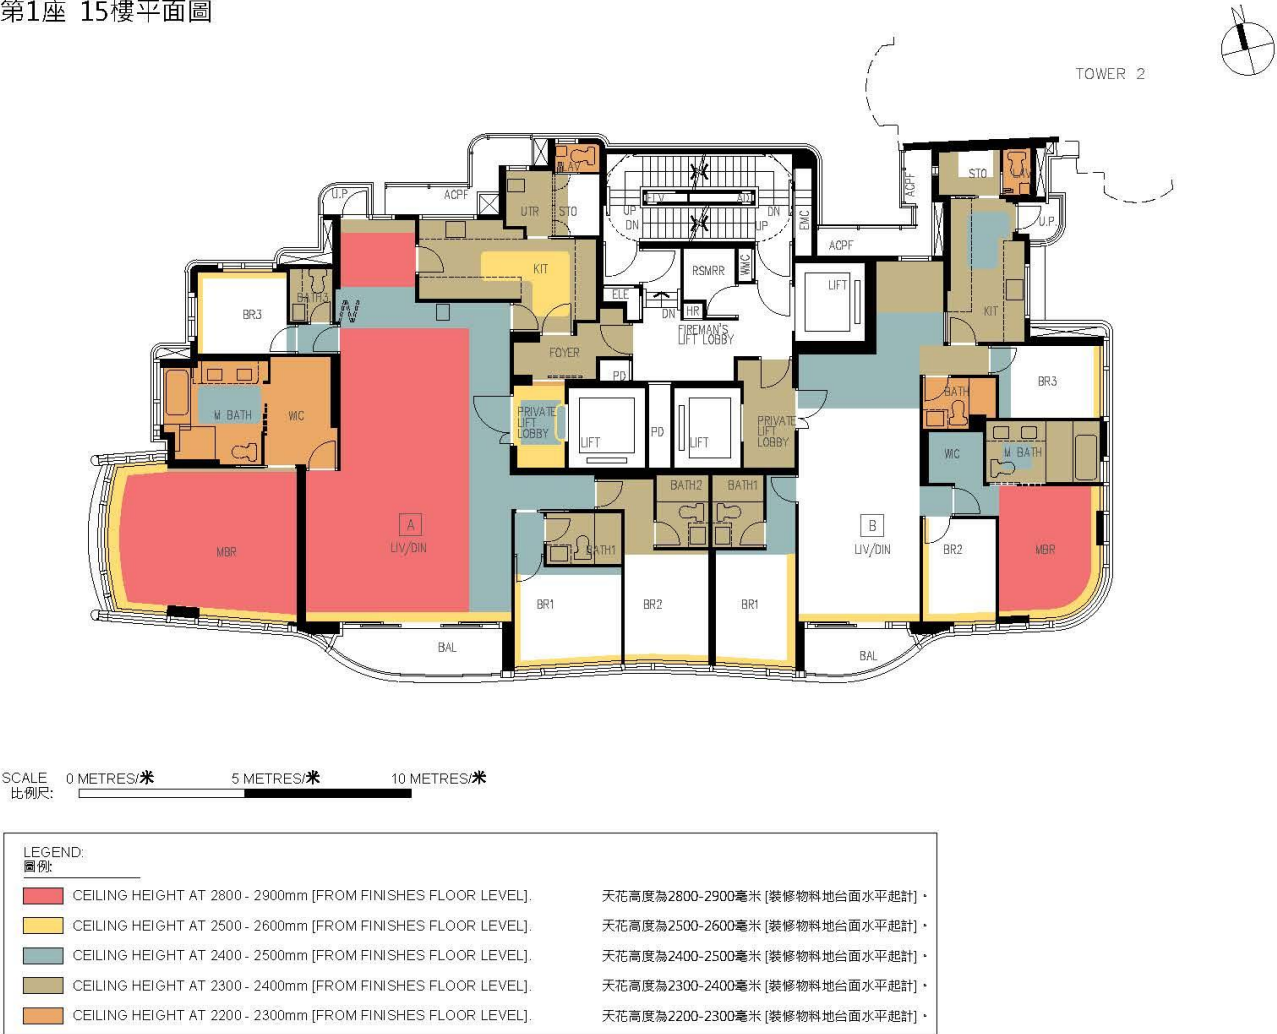 第1座 15樓平面圖
TOWER 2
U.P
ACPF
LAV
UTR
STO
UP
DN
DN
UP
EMC
ACPF
ACPF
STO
U.P
KIT
KIT
BR3
BATH3
RSMRR
WMC
LIFT
ELE
DN
HR
FIREMAN'S
LIFT LOBBY
FOYER
PD
BR3
M BATH
WIC
PRIVATE
LIFT
LOBBY
LIFT
PD
LIFT
PRIVATE
LIFT
LOBBY
BATH
WIC
M BATH
BATH2
BATH1
A
LIV/DIN
B
LIV/DIN
MBR
BATH1
BR2
MBR
BR1
BR2
BR1
BAL
BAL
SCALE 0 METRES/米 5 METRES/米 10 METRES/米
比例尺:
LEGEND:
圖例:
CEILING HEIGHT AT 2800 - 2900mm [FROM FINISHES FLOOR LEVEL]. 天花高度為2800-2900毫米 [裝修物料地台面水平起計]。
CEILING HEIGHT AT 2500 - 2600mm [FROM FINISHES FLOOR LEVEL]. 天花高度為2500-2600毫米 [裝修物料地台面水平起計]。
CEILING HEIGHT AT 2400 - 2500mm [FROM FINISHES FLOOR LEVEL]. 天花高度為2400-2500毫米 [裝修物料地台面水平起計]。
CEILING HEIGHT AT 2300 - 2400mm [FROM FINISHES FLOOR LEVEL]. 天花高度為2300-2400毫米 [裝修物料地台面水平起計]。
CEILING HEIGHT AT 2200 - 2300mm [FROM FINISHES FLOOR LEVEL]. 天花高度為2200-2300毫米 [裝修物料地台面水平起計]。